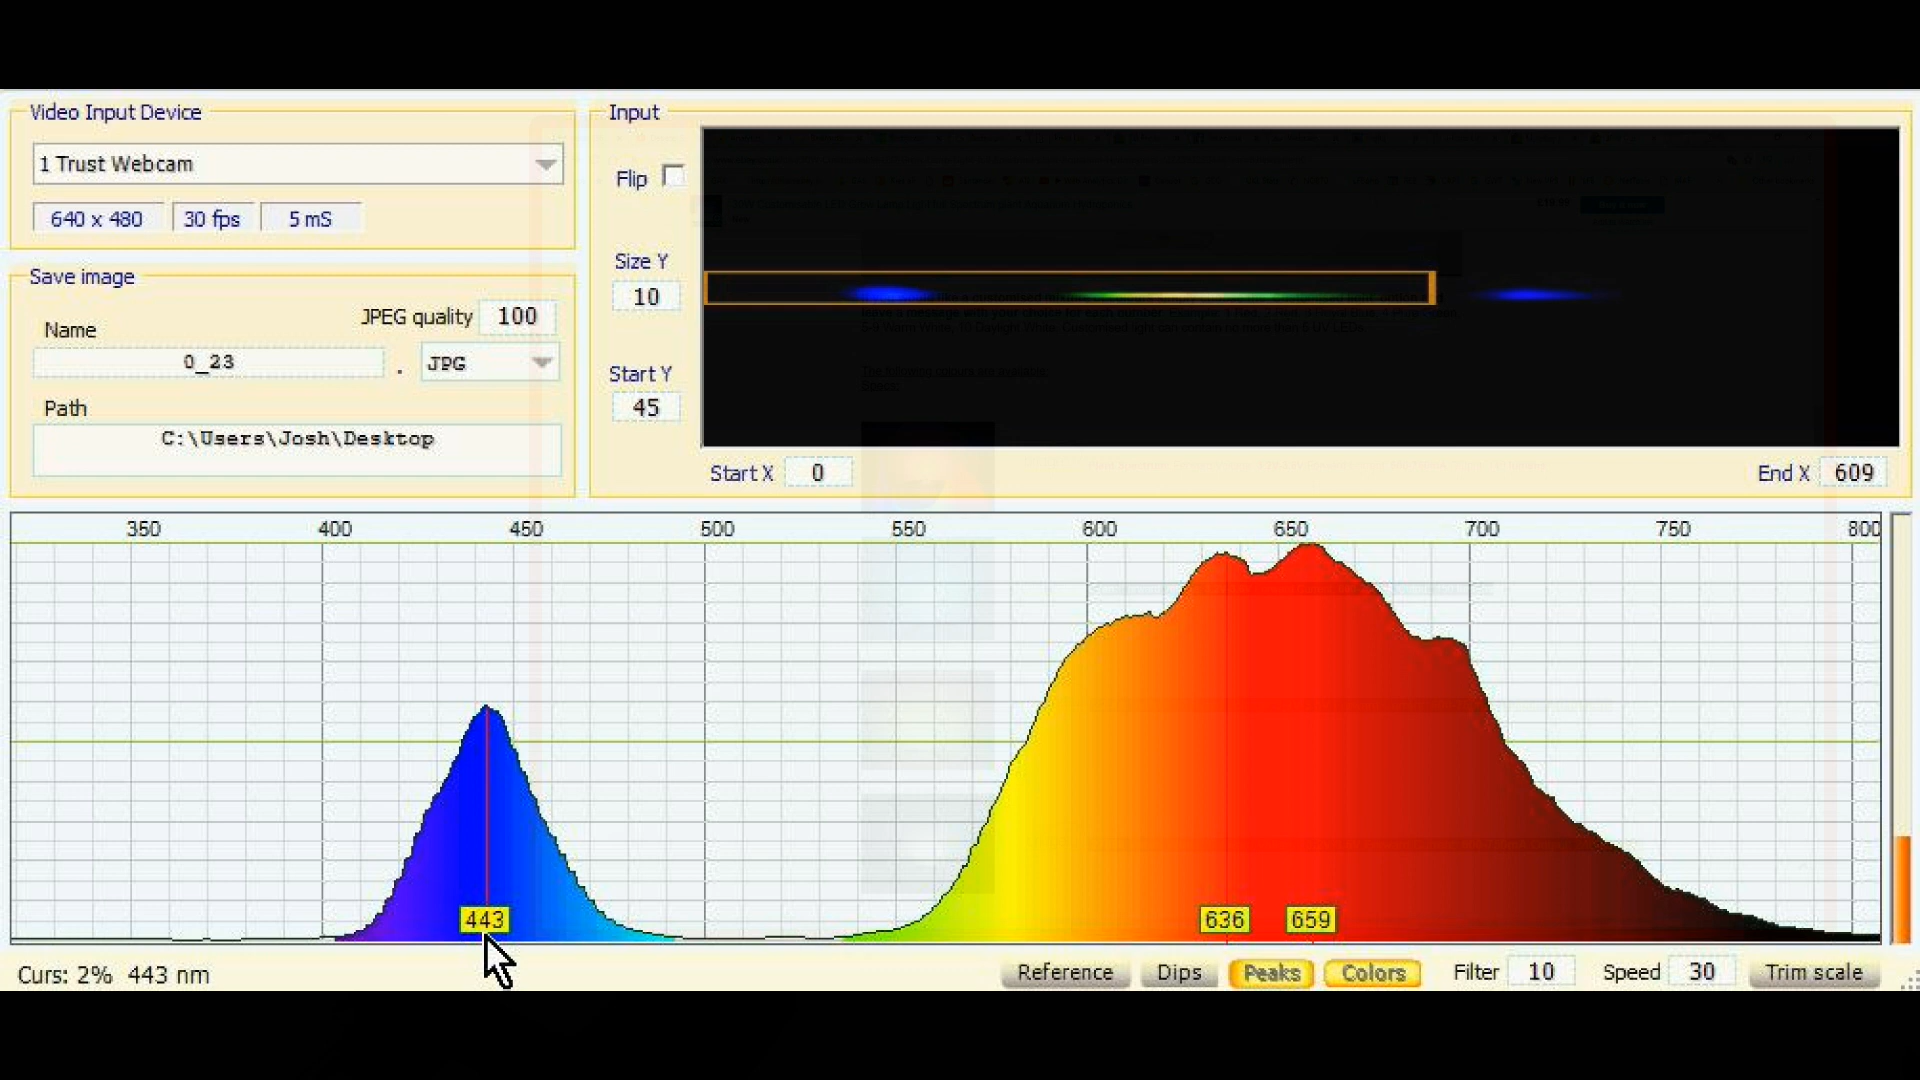 Video Input Device
1 Trust Webcam
640 x 480 30 fps 5 mS
Save image
JPEG quality 100
Name
0_23 . JPG
Path
C:\Users\Josh\Desktop
Input
Flip
Size Y
10
Start Y
45
Start X 0
End X 609
350 400 450 500 550 600 650 700 750 800
443 636 659
Curs: 2% 443 nm
Reference Dips Peaks Colors Filter 10 Speed 30 Trim scale